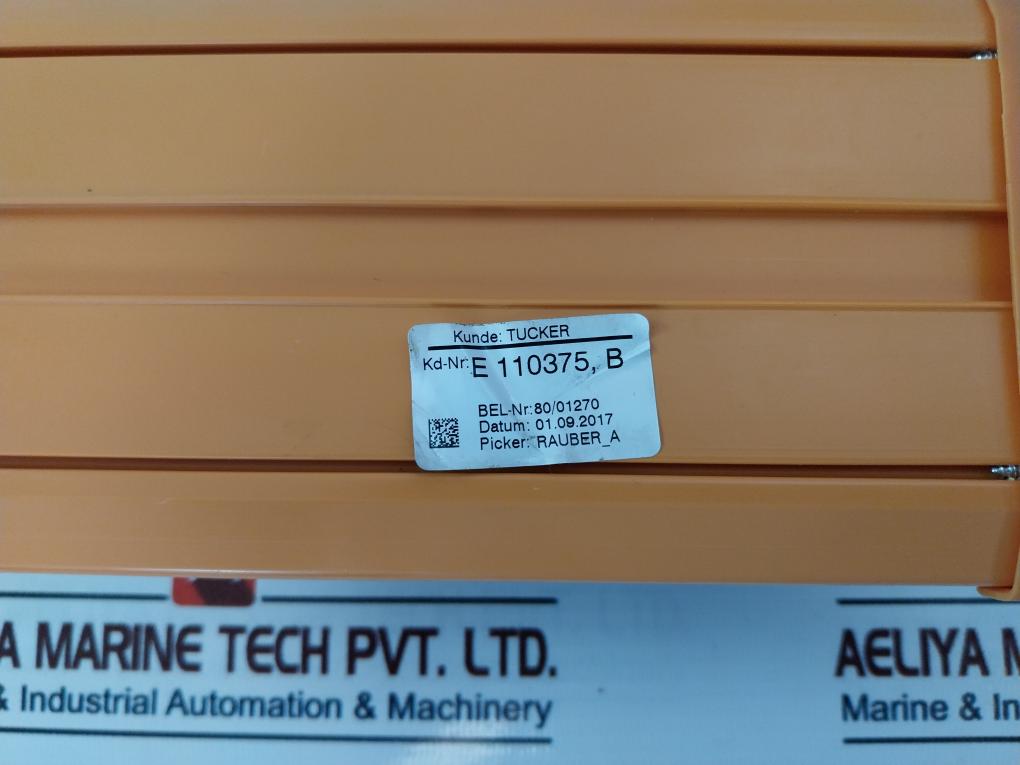 Kunde: TUCKER
Kd-Nr: E 110375, B
BEL-Nr:80/01270
Datum: 01.09.2017
Picker: RAUBER_A
A MARINE TECH PVT. LTD.
& Industrial Automation & Machinery
AELIYA M
Marine & In